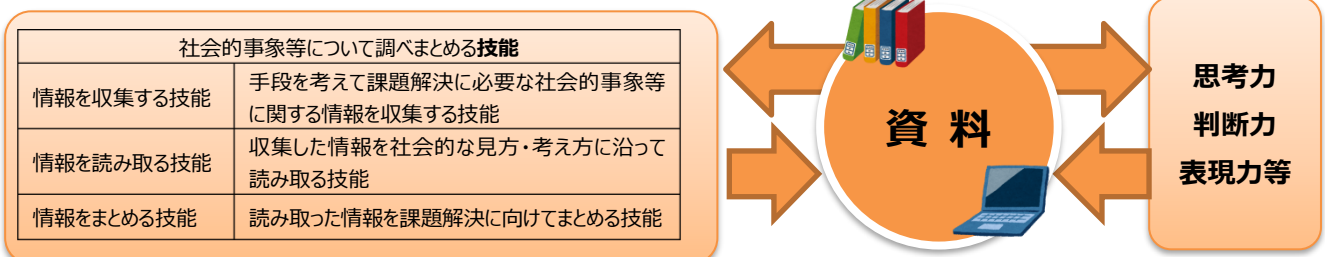 社会的事象等について調べまとめる技能
情報を収集する技能
手段を考えて課題解決に必要な社会的事象等
に関する情報を収集する技能
情報を読み取る技能
収集した情報を社会的な見方・考え方に沿って
読み取る技能
情報をまとめる技能
読み取った情報を課題解決に向けてまとめる技能
資料
思考力
判断力
表現力等